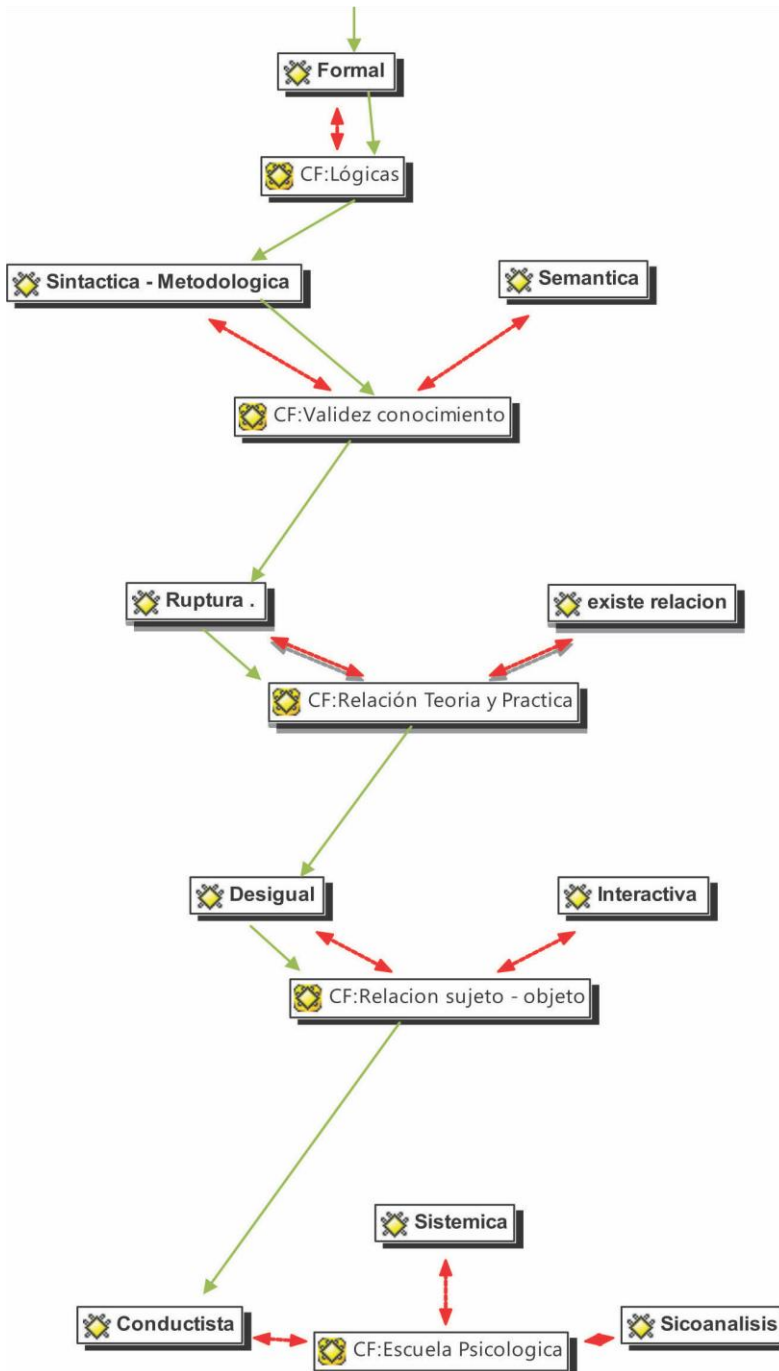 Formal
CF:Lógicas
Sintactica - Metodologica
Semantica
CF:Validez conocimiento
Ruptura .
existe relacion
CF:Relación Teoria y Practica
Desigual
Interactiva
CF:Relacion sujeto - objeto
Sistemica
Conductista
CF:Escuela Psicologica
Sicoanalisis